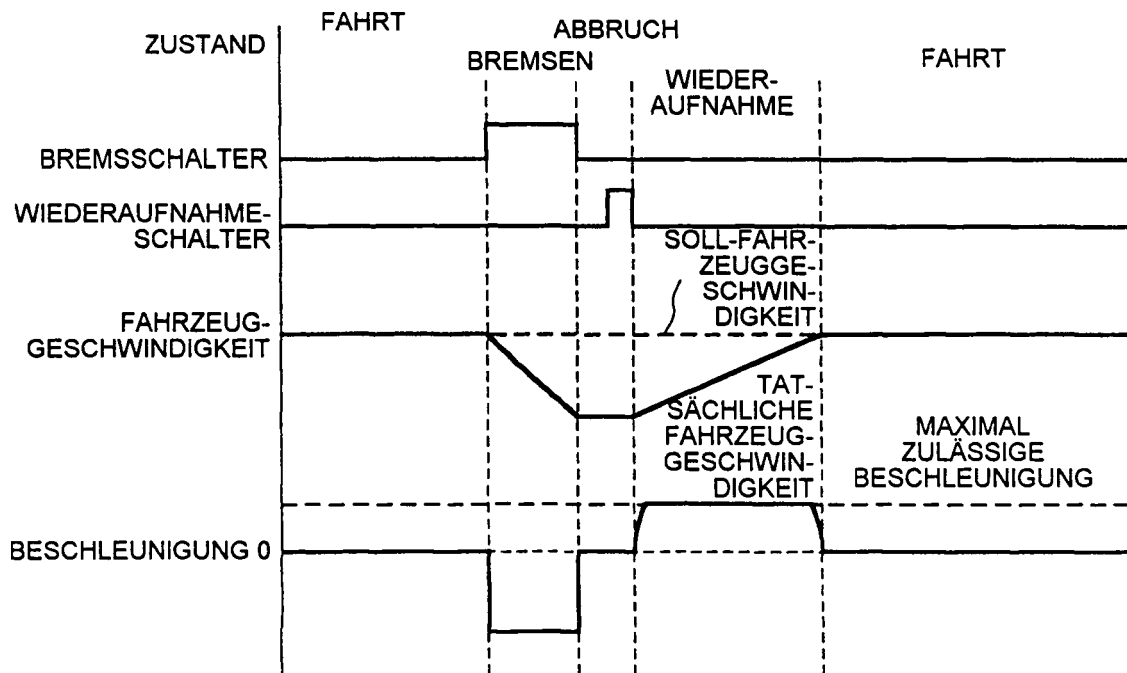 ZUSTAND
FAHRT
ABBRUCH
BREMSEN
WIEDER-
AUFNAHME
FAHRT
BREMSSCHALTER
WIEDERAUFNAHME-
SCHALTER
SOLL-FAHR-
ZEUGGE-
SCHWIN-
DIGKEIT
FAHRZEUG-
GESCHWINDIGKEIT
TAT-
SÄCHLICHE
FAHRZEUG-
GESCHWIN-
DIGKEIT
MAXIMAL
ZULÄSSIGE
BESCHLEUNIGUNG
BESCHLEUNIGUNG 0